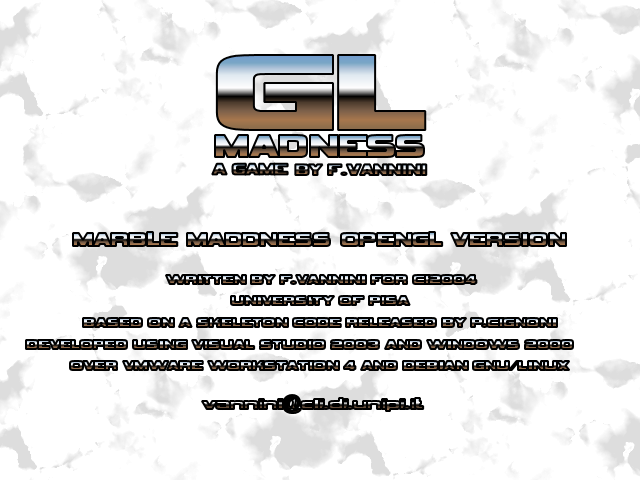 GL
MADNESS
A GAME BY F.VANNINI
MARBLE MADDNESS OPENGL VERSION
WRITTEN BY F.VANNINI FOR GI2004
UNIVERSITY OF PISA
BASED ON A SKELETON CODE RELEASED BY P.CIGNONI
DEVELOPED USING VISUAL STUDIO 2003 AND WINDOWS 2000
OVER VMWARE WORKSTATION 4 AND DEBIAN GNU/LINUX
vannini@cli.di.unipi.it